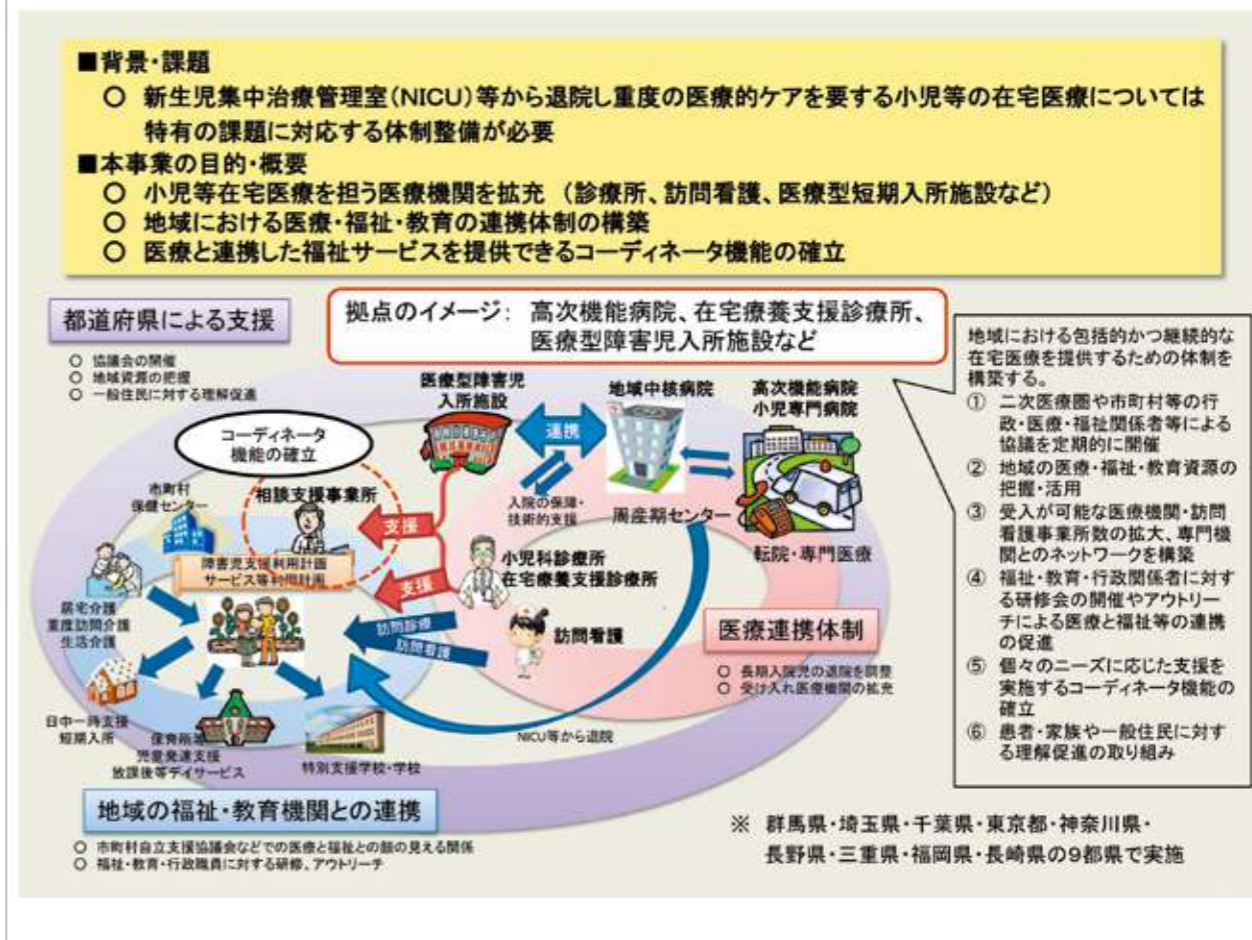 ■背景・課題
○ 新生児集中治療管理室(NICU)等から退院し重度の医療的ケアを要する小児等の在宅医療については
特有の課題に対応する体制整備が必要
■本事業の目的・概要
○ 小児等在宅医療を担う医療機関を拡充 (診療所、訪問看護、医療型短期入所施設など)
○ 地域における医療・福祉・教育の連携体制の構築
○ 医療と連携した福祉サービスを提供できるコーディネータ機能の確立
都道府県による支援
○ 協議会の開催
○ 地域資源の把握
○ 一般住民に対する理解促進
拠点のイメージ: 高次機能病院、在宅療養支援診療所、
医療型障害児入所施設など
医療型障害児
入所施設
地域中核病院
高次機能病院
小児専門病院
連携
コーディネータ
機能の確立
市町村
保健センター
相談支援事業所
支援
入院の保障・
技術的支援
周産期センター
転院・専門医療
障害児支援利用計画
サービス等利用計画
小児科診療所
在宅療養支援診療所
支援
居宅介護
重度訪問介護
生活介護
訪問診療
訪問看護
訪問看護
医療連携体制
○ 長期入院児の退院を調整
○ 受け入れ医療機関の拡充
日中一時支援
短期入所
保育所等
児童発達支援
放課後等デイサービス
特別支援学校・学校
NICU等から退院
地域の福祉・教育機関との連携
○ 市町村自立支援協議会などでの医療と福祉との顔の見える関係
○ 福祉・教育・行政職員に対する研修、アウトリーチ
地域における包括的かつ継続的な
在宅医療を提供するための体制を
構築する。
① 二次医療圏や市町村等の行
政・医療・福祉関係者等による
協議を定期的に開催
② 地域の医療・福祉・教育資源の
把握・活用
③ 受入が可能な医療機関・訪問
看護事業所数の拡大、専門機
関とのネットワークを構築
④ 福祉・教育・行政関係者に対す
る研修会の開催やアウトリー
チによる医療と福祉等の連携
の促進
⑤ 個々のニーズに応じた支援を
実施するコーディネータ機能の
確立
⑥ 患者・家族や一般住民に対す
る理解促進の取り組み
※ 群馬県・埼玉県・千葉県・東京都・神奈川県・
長野県・三重県・福岡県・長崎県の9都県で実施